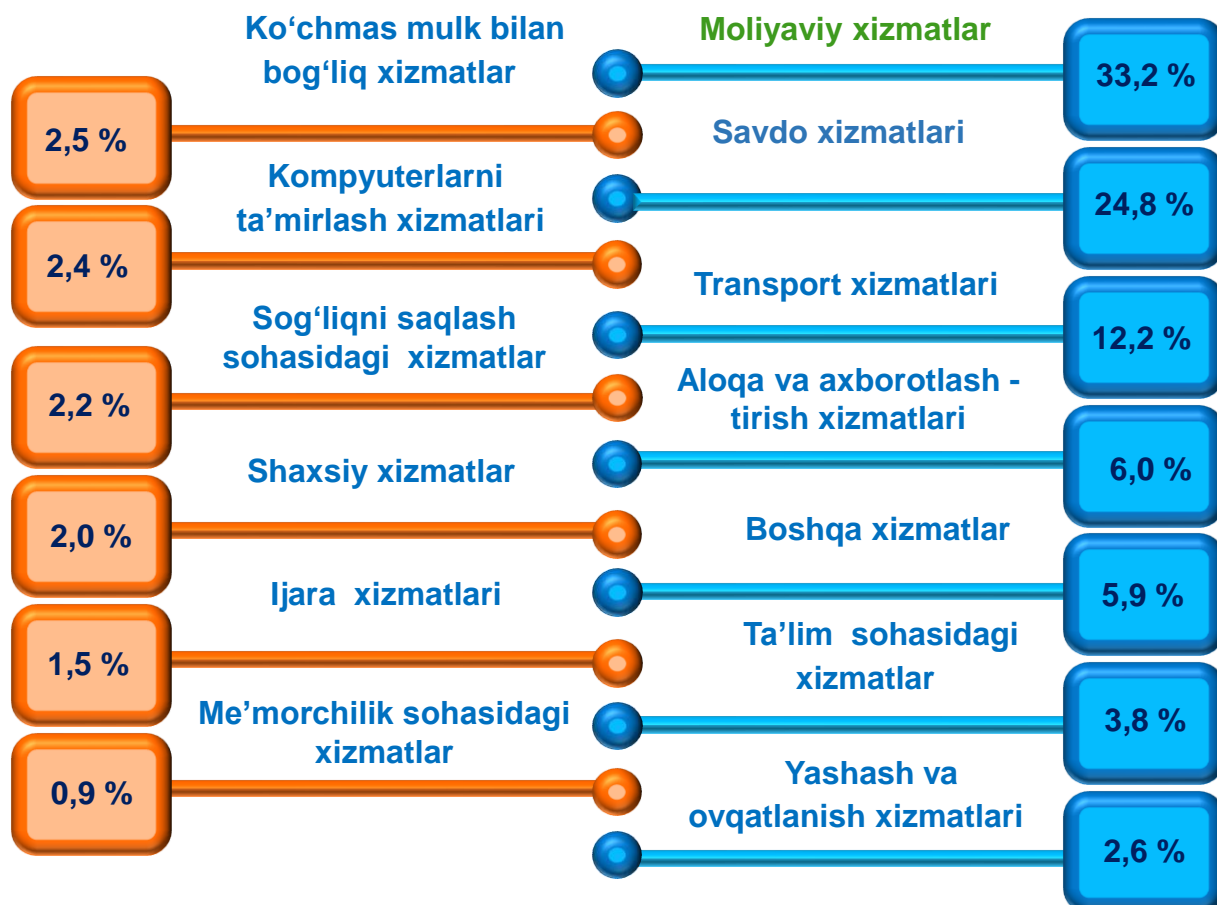 Ko‘chmas mulk bilan
bog‘liq xizmatlar
2,5 %
Kompyuterlarni
ta’mirlash xizmatlari
2,4 %
Sog‘liqni saqlash
sohasidagi xizmatlar
2,2 %
Shaxsiy xizmatlar
2,0 %
Ijara xizmatlari
1,5 %
Me’morchilik sohasidagi
xizmatlar
0,9 %
Moliyaviy xizmatlar
33,2 %
Savdo xizmatlari
24,8 %
Transport xizmatlari
12,2 %
Aloqa va axborotlash -
tirish xizmatlari
6,0 %
Boshqa xizmatlar
5,9 %
Ta’lim sohasidagi
xizmatlar
3,8 %
Yashash va
ovqatlanish xizmatlari
2,6 %